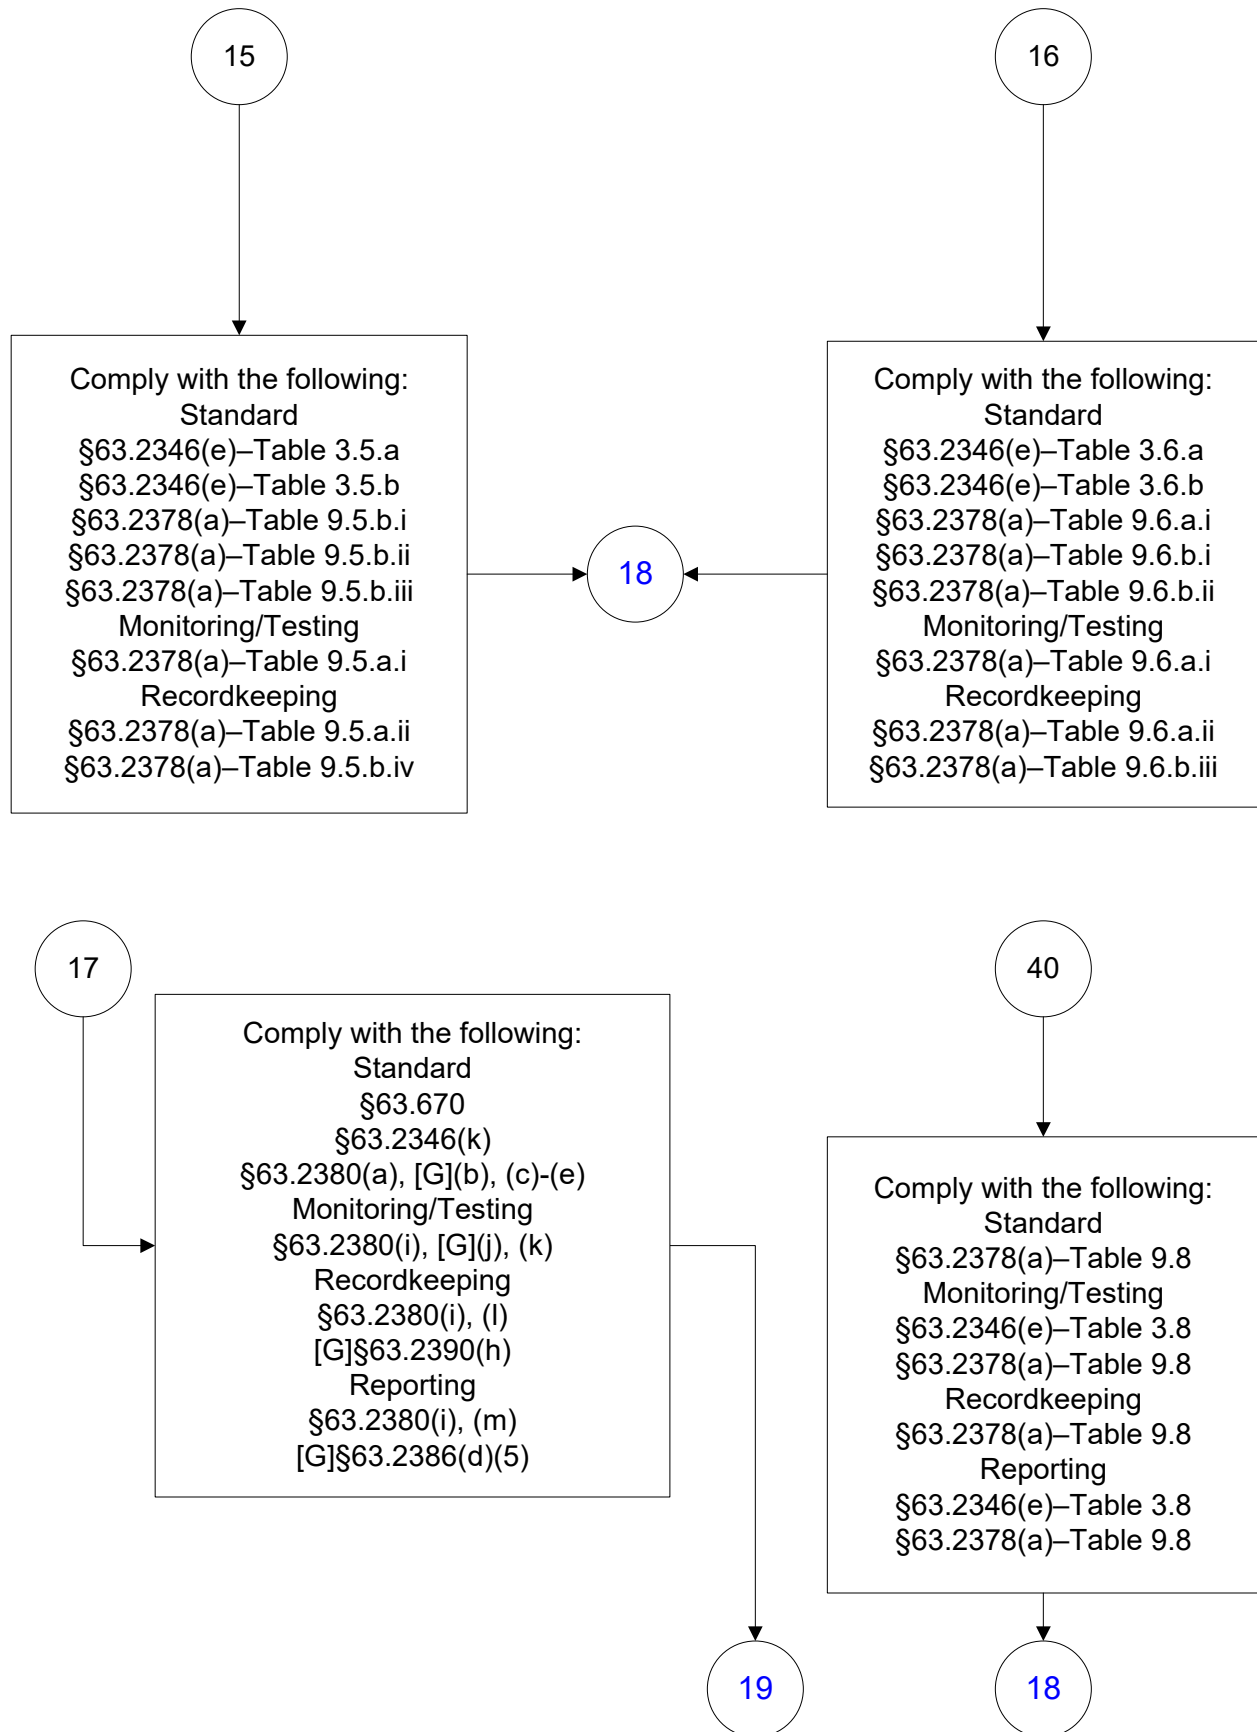 15
16
Comply with the following:
Standard
§63.2346(e)–Table 3.5.a
§63.2346(e)–Table 3.5.b
§63.2378(a)–Table 9.5.b.i
§63.2378(a)–Table 9.5.b.ii
§63.2378(a)–Table 9.5.b.iii
Monitoring/Testing
§63.2378(a)–Table 9.5.a.i
Recordkeeping
§63.2378(a)–Table 9.5.a.ii
§63.2378(a)–Table 9.5.b.iv
18
Comply with the following:
Standard
§63.2346(e)–Table 3.6.a
§63.2346(e)–Table 3.6.b
§63.2378(a)–Table 9.6.a.i
§63.2378(a)–Table 9.6.b.i
§63.2378(a)–Table 9.6.b.ii
Monitoring/Testing
§63.2378(a)–Table 9.6.a.i
Recordkeeping
§63.2378(a)–Table 9.6.a.ii
§63.2378(a)–Table 9.6.b.iii
17
40
Comply with the following:
Standard
§63.670
§63.2346(k)
§63.2380(a), [G](b), (c)-(e)
Monitoring/Testing
§63.2380(i), [G](j), (k)
Recordkeeping
§63.2380(i), (l)
[G]§63.2390(h)
Reporting
§63.2380(i), (m)
[G]§63.2386(d)(5)
Comply with the following:
Standard
§63.2378(a)–Table 9.8
Monitoring/Testing
§63.2346(e)–Table 3.8
§63.2378(a)–Table 9.8
Recordkeeping
§63.2378(a)–Table 9.8
Reporting
§63.2346(e)–Table 3.8
§63.2378(a)–Table 9.8
19
18